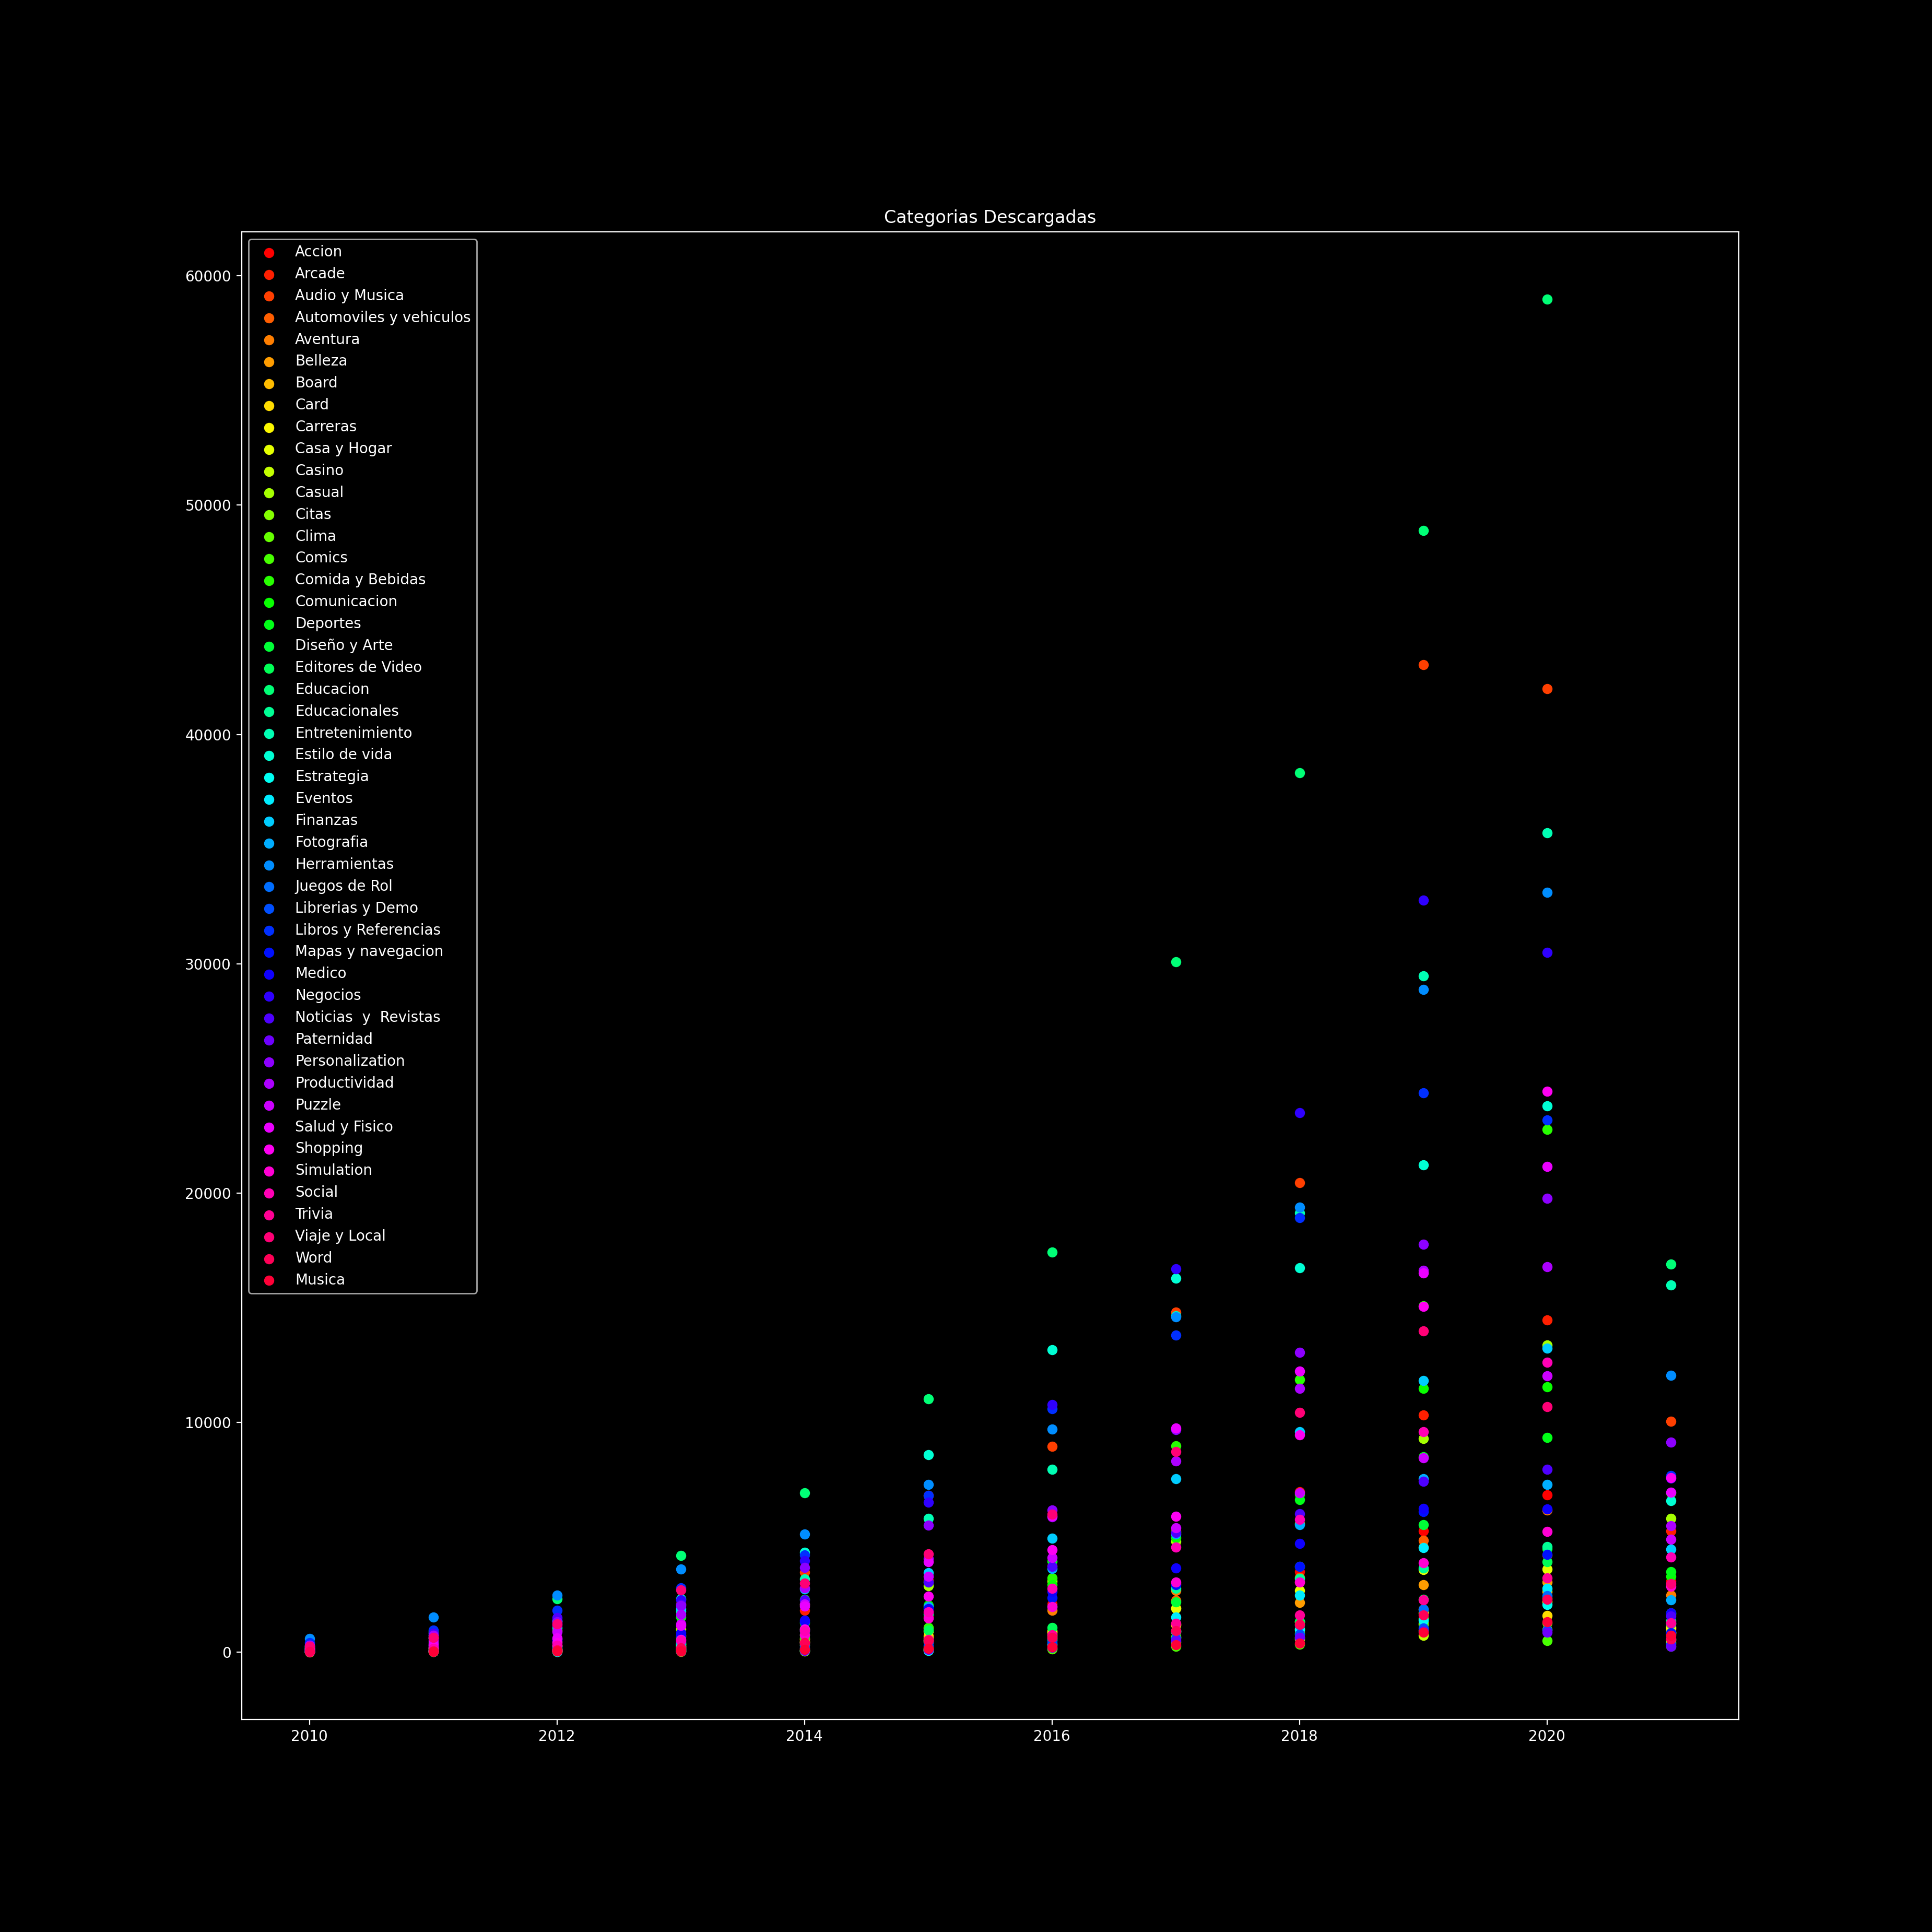 Categorias Descargadas
60000
50000
40000
30000
20000
10000
0
Accion
Arcade
Audio y Musica
Automoviles y vehiculos
Aventura
Belleza
Board
Card
Carreras
Casa y Hogar
Casino
Casual
Citas
Clima
Comics
Comida y Bebidas
Comunicacion
Deportes
Diseño y Arte
Editores de Video
Educacion
Educacionales
Entretenimiento
Estilo de vida
Estrategia
Eventos
Finanzas
Fotografia
Herramientas
Juegos de Rol
Librerias y Demo
Libros y Referencias
Mapas y navegacion
Medico
Negocios
Noticias  y  Revistas
Paternidad
Personalization
Productividad
Puzzle
Salud y Fisico
Shopping
Simulation
Social
Trivia
Viaje y Local
Word
Musica
2010 2012 2014 2016 2018 2020